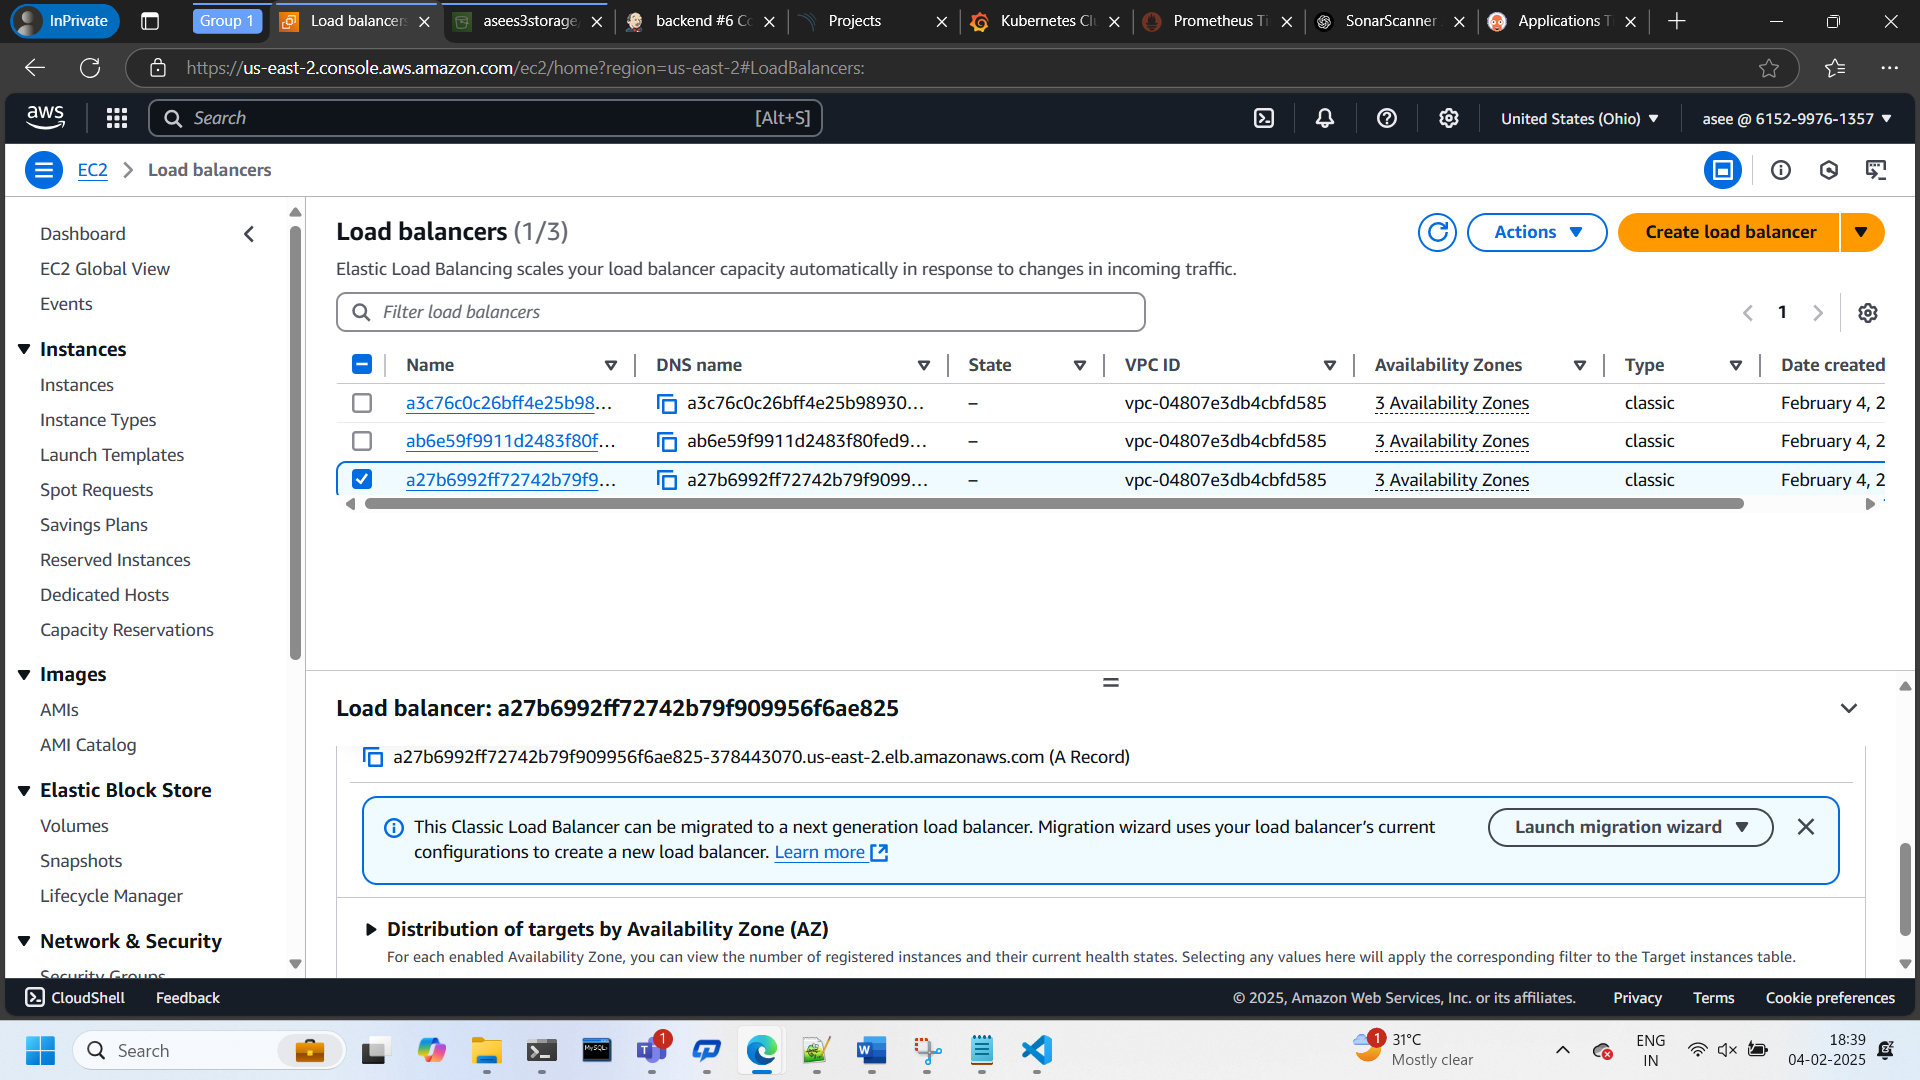 InPrivate
Group 1
Load balancers
asees3storage
backend #6 Co
Projects
Kubernetes Clu
Prometheus Ti
SonarScanner
Applications T
https://us-east-2.console.aws.amazon.com/ec2/home?region=us-east-2#LoadBalancers:
aws
Search
[Alt+S]
United States (Ohio)
asee @ 6152-9976-1357
EC2
Load balancers
Dashboard
EC2 Global View
Events
Instances
Instances
Instance Types
Launch Templates
Spot Requests
Savings Plans
Reserved Instances
Dedicated Hosts
Capacity Reservations
Images
AMIs
AMI Catalog
Elastic Block Store
Volumes
Snapshots
Lifecycle Manager
Network & Security
Security Groups
Load balancers (1/3)
Actions
Create load balancer
Elastic Load Balancing scales your load balancer capacity automatically in response to changes in incoming traffic.
Filter load balancers
1
Name DNS name State VPC ID Availability Zones Type Date created
a3c76c0c26bff4e25b98... a3c76c0c26bff4e25b98930... – vpc-04807e3db4cbfd585 3 Availability Zones classic February 4, 2
ab6e59f9911d2483f80f... ab6e59f9911d2483f80fed9... – vpc-04807e3db4cbfd585 3 Availability Zones classic February 4, 2
a27b6992ff72742b79f9... a27b6992ff72742b79f9099... – vpc-04807e3db4cbfd585 3 Availability Zones classic February 4, 2
Load balancer: a27b6992ff72742b79f909956f6ae825
a27b6992ff72742b79f909956f6ae825-378443070.us-east-2.elb.amazonaws.com (A Record)
This Classic Load Balancer can be migrated to a next generation load balancer. Migration wizard uses your load balancer's current
configurations to create a new load balancer. Learn more
Launch migration wizard
Distribution of targets by Availability Zone (AZ)
For each enabled Availability Zone, you can view the number of registered instances and their current health states. Selecting any values here will apply the corresponding filter to the Target instances table.
CloudShell
Feedback
© 2025, Amazon Web Services, Inc. or its affiliates.
Privacy
Terms
Cookie preferences
Search
MySQL
1
1
31°C
Mostly clear
ENG
IN
18:39
04-02-2025